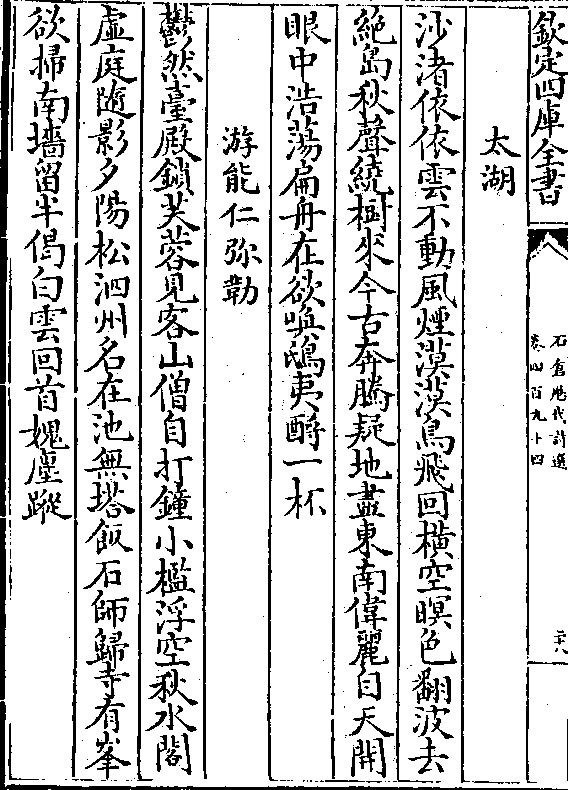 欽定四庫全書
石倉歷代詩選
卷四百九十四
二十八
太湖
沙渚依依雲不動風煙漠漠鳥飛回横空暝色翻波去
絶島秋聲繞樹來今古奔騰疑地盡東南偉麗自天開
眼中浩蕩扁舟在欲喚鴟夷酹一杯
游能仁弥勒
鬱然臺殿鎖芙蓉見客山僧自打鐘小檻浮空秋水閣
虚庭隨影夕陽松泗州名在池無塔飯石師歸寺有峯
欲掃南墻留半偈白雲回首媿塵蹤